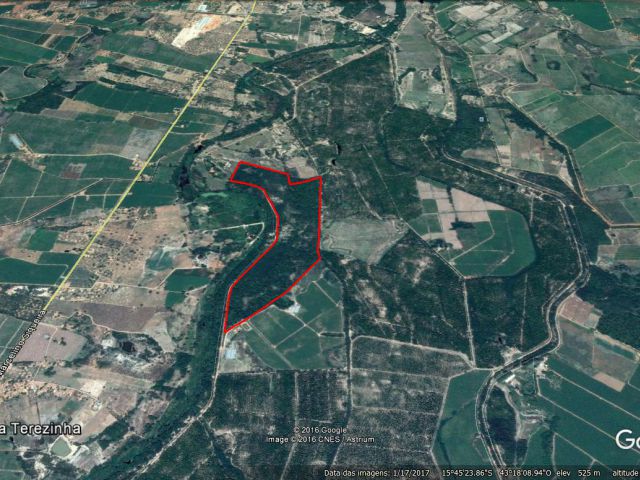 a Terezinha
© 2016 Google
Image © 2016 CNES / Astrium
Go
Data das imagens: 1/17/2017 15°45'23.86"S 43°18'08.94"O elev 525 m altitude